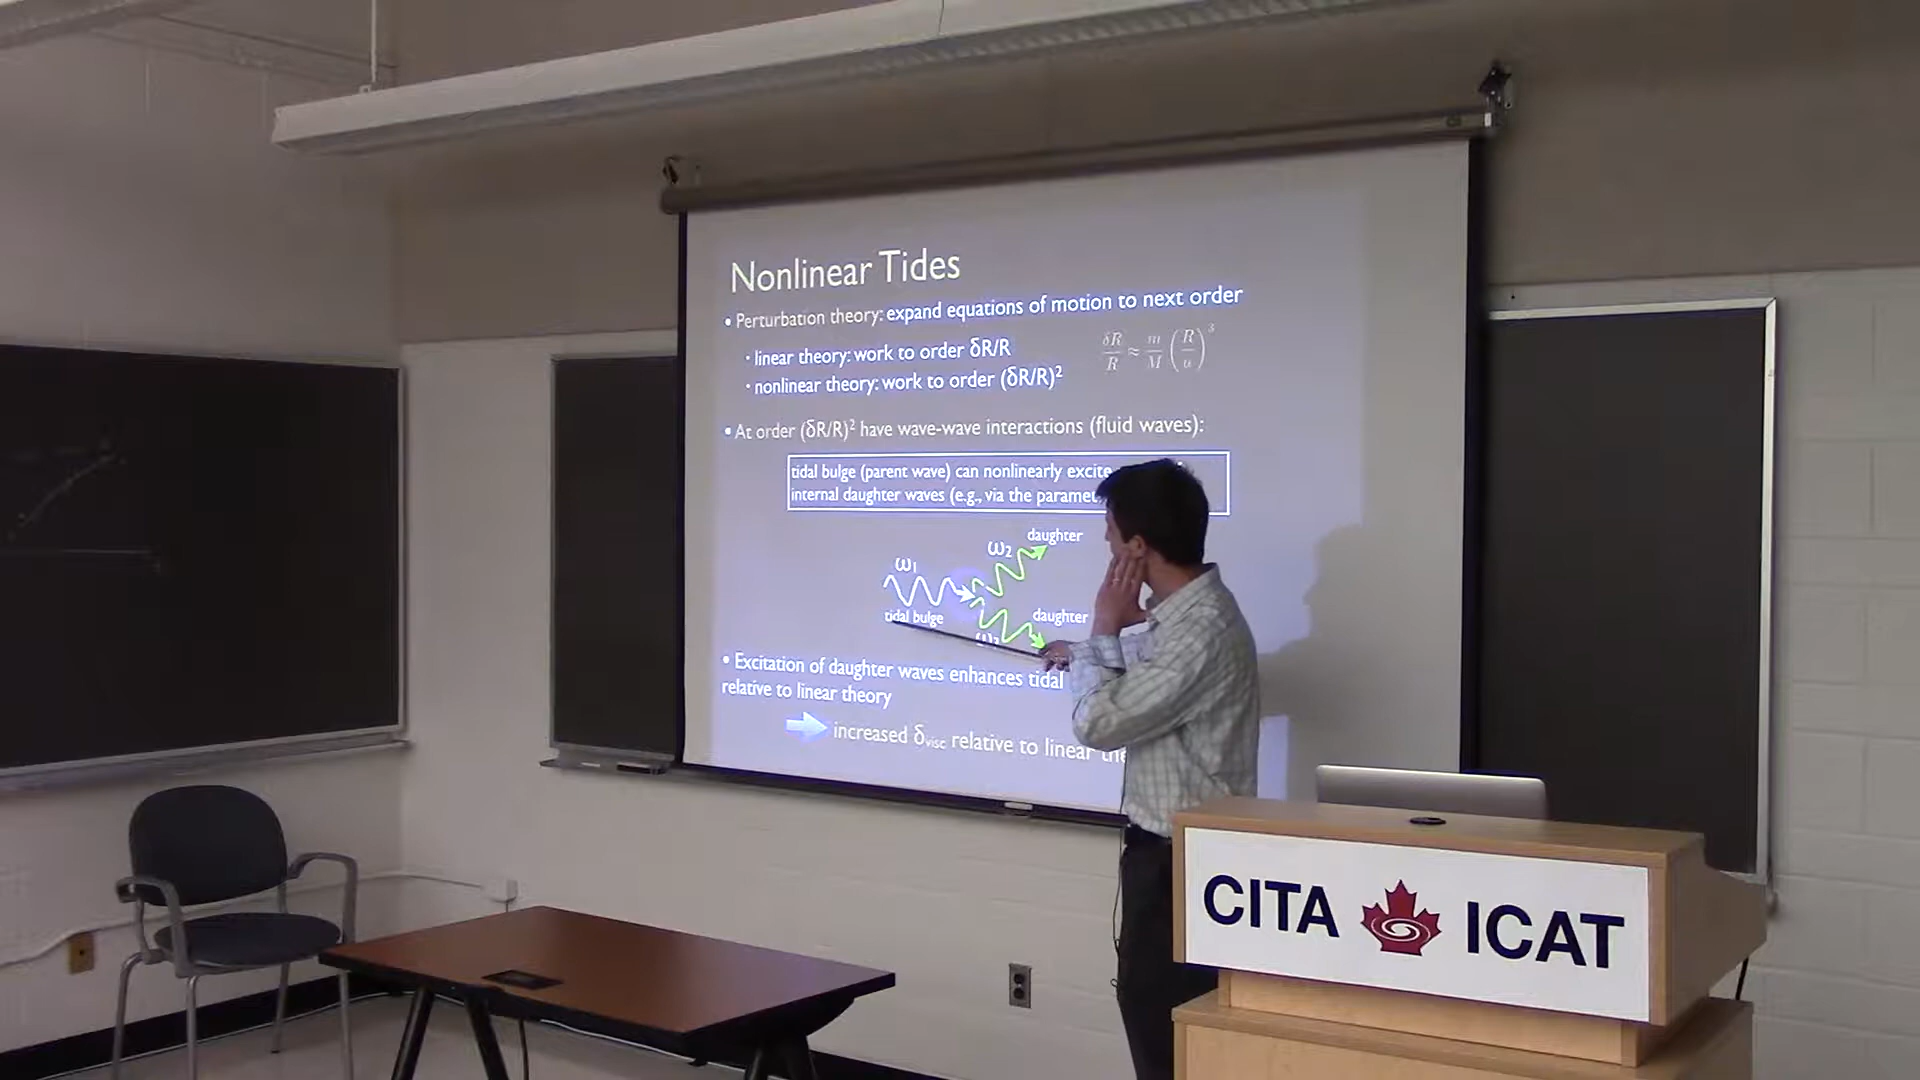 Nonlinear Tides
• Perturbation theory: expand equations of motion to next order
• linear theory: work to order δR/R
δR/R ≈ m/M (R/a)³
• nonlinear theory: work to order (δR/R)²
• At order (δR/R)² have wave-wave interactions (fluid waves):
tidal bulge (parent wave) can nonlinearly excite
internal daughter waves (e.g., via the
daughter
ω₂
ω₁
tidal bulge
daughter
ω₃
• Excitation of daughter waves enhances tidal
relative to linear theory
increased δvisc relative to linear
CITA ICAT